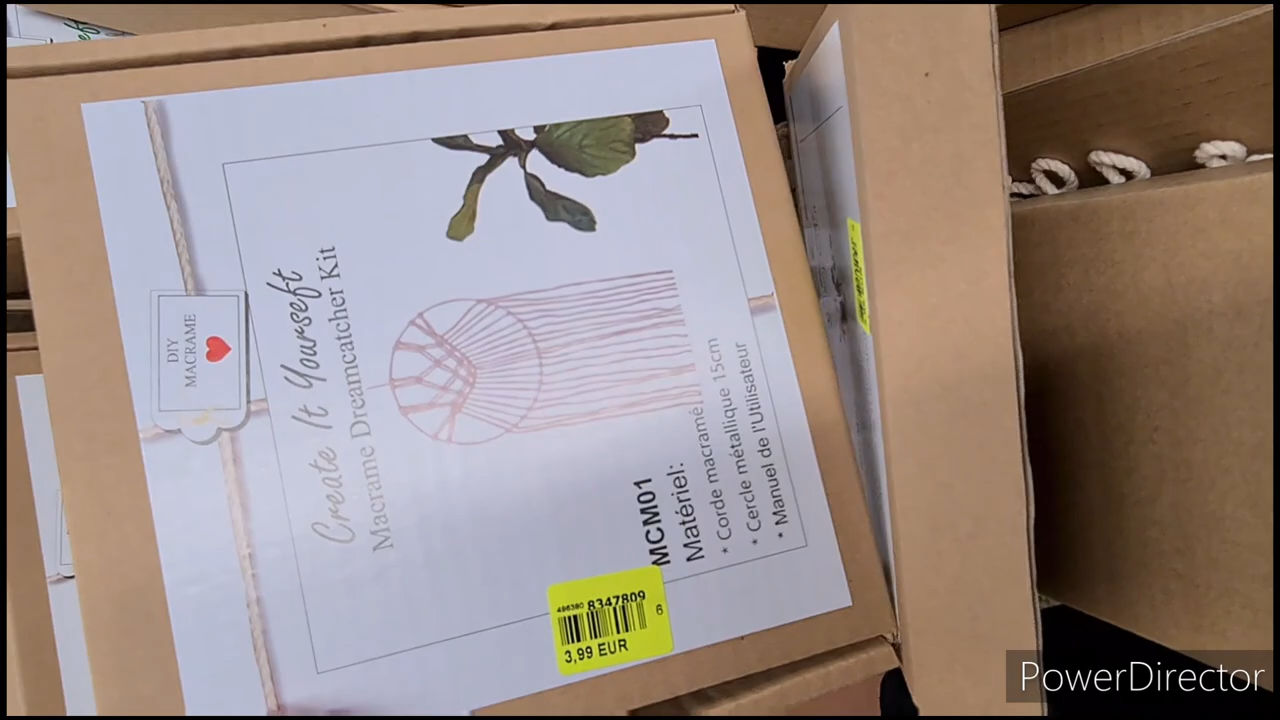 DIY
MACRAME
Create It Yourseft
Macrame Dreamcatcher Kit
MCM01
Matériel:
* Corde macramé
* Cercle métallique 15cm
* Manuel de l'Utilisateur
496380 8347809
6
3,99 EUR
PowerDirector